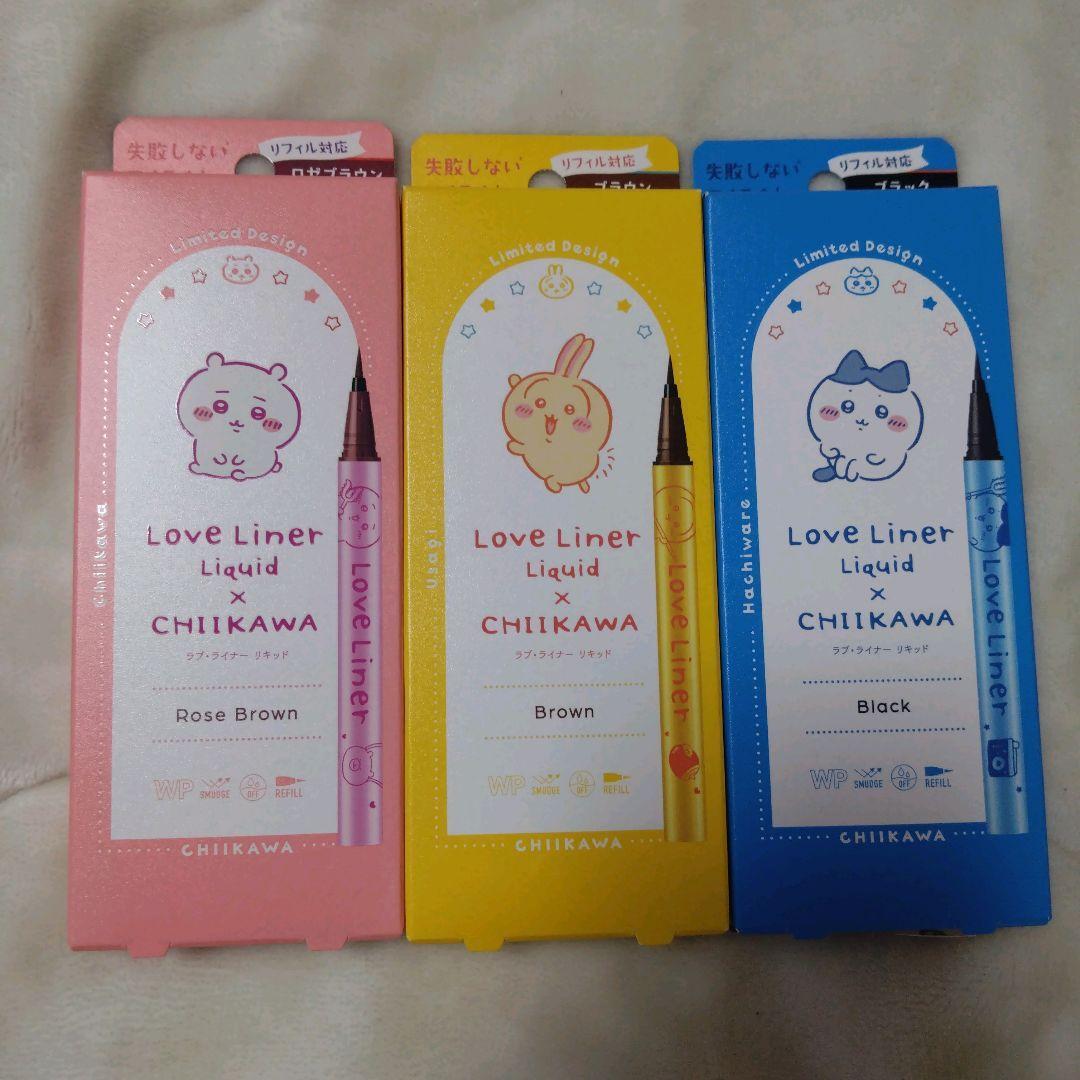 失敗しない
リフィル対応
ロゼブラウン
Limited Design
Chiikawa
Love Liner
Liquid
×
CHIIKAWA
ラブ・ライナー リキッド
Rose Brown
WP
SMUDGE
OFF
REFILL
Love Liner
CHIIKAWA
失敗しない
リフィル対応
ブラウン
Limited Design
Usagi
Love Liner
Liquid
×
CHIIKAWA
ラブ・ライナー リキッド
Brown
WP
SMUDGE
OFF
REFILL
Love Liner
CHIIKAWA
失敗しない
リフィル対応
ブラック
Limited Design
Hachiware
Love Liner
Liquid
×
CHIIKAWA
ラブ・ライナー リキッド
Black
WP
SMUDGE
OFF
REFILL
Love Liner
CHIIKAWA